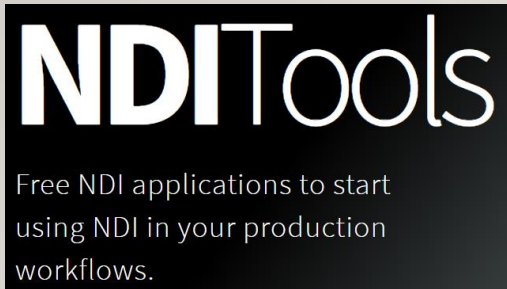 NDITools
Free NDI applications to start
using NDI in your production
workflows.